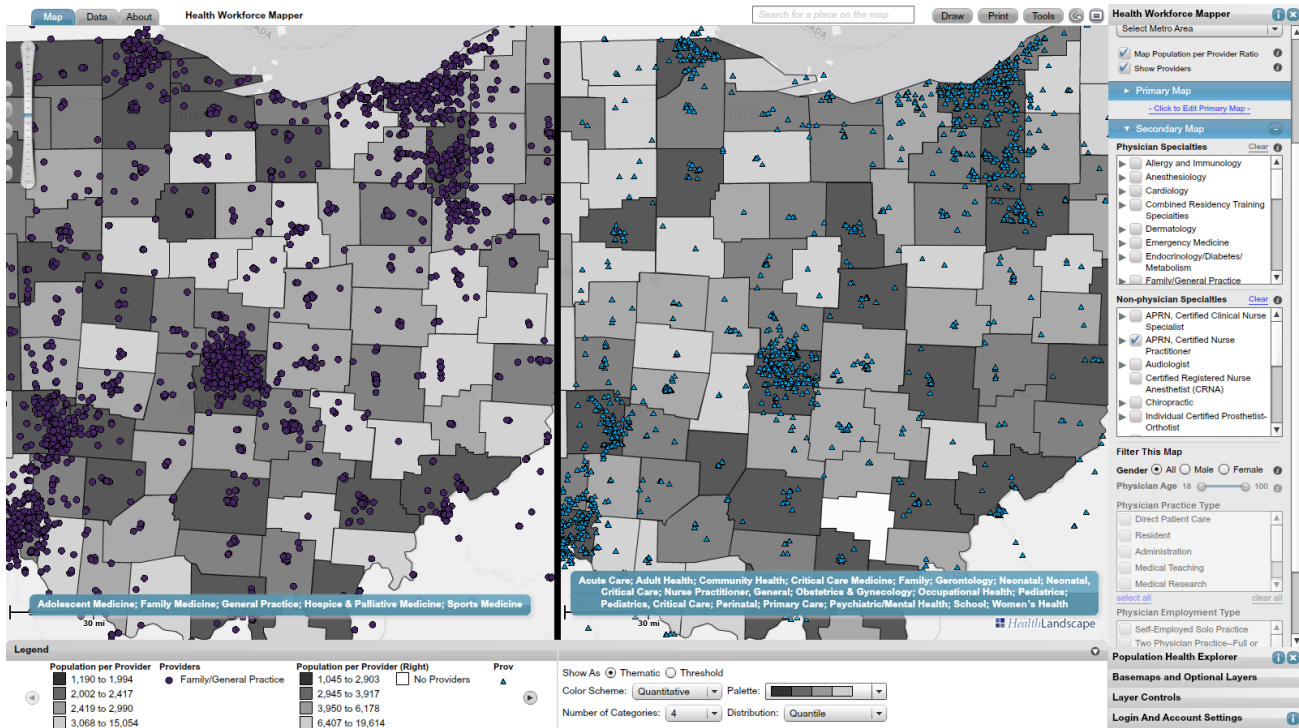 Map Data About Health Workforce Mapper
Search for a place on the map Draw Print Tools
Health Workforce Mapper
Select Metro Area
Map Population per Provider Ratio
Show Providers
Primary Map
- Click to Edit Primary Map -
Secondary Map
Physician Specialties Clear
Allergy and Immunology
Anesthesiology
Cardiology
Combined Residency Training
Specialties
Dermatology
Emergency Medicine
Endocrinology/Diabetes/
Metabolism
Family/General Practice
Non-physician Specialties Clear
APRN, Certified Clinical Nurse
Specialist
APRN, Certified Nurse
Practitioner
Audiologist
Certified Registered Nurse
Anesthetist (CRNA)
Chiropractic
Individual Certified Prosthetist-
Orthotist
Filter This Map
Gender All Male Female
Physician Age 18 100
Physician Practice Type
Direct Patient Care
Resident
Administration
Medical Teaching
Medical Research
select all clear all
Physician Employment Type
Self-Employed Solo Practice
Two Physician Practice--Full or
Population Health Explorer
Basemaps and Optional Layers
Layer Controls
Login And Account Settings
Adolescent Medicine; Family Medicine; General Practice; Hospice & Palliative Medicine; Sports Medicine
30 mi
Acute Care; Adult Health; Community Health; Critical Care Medicine; Family; Gerontology; Neonatal; Neonatal,
Critical Care; Nurse Practitioner, General; Obstetrics & Gynecology; Occupational Health; Pediatrics;
Pediatric, Critical Care; Perinatal; Primary Care; Psychiatric/Mental Health; School; Women's Health
30 mi
HealthLandscape
Legend
Population per Provider
1,190 to 1,994
2,002 to 2,417
2,419 to 2,990
3,068 to 15,054
Providers
Family/General Practice
Population per Provider (Right)
1,045 to 2,903
2,945 to 3,917
3,950 to 6,178
6,407 to 19,614
No Providers
Prov
Show As Thematic Threshold
Color Scheme: Quantitative Palette:
Number of Categories: 4 Distribution: Quantile